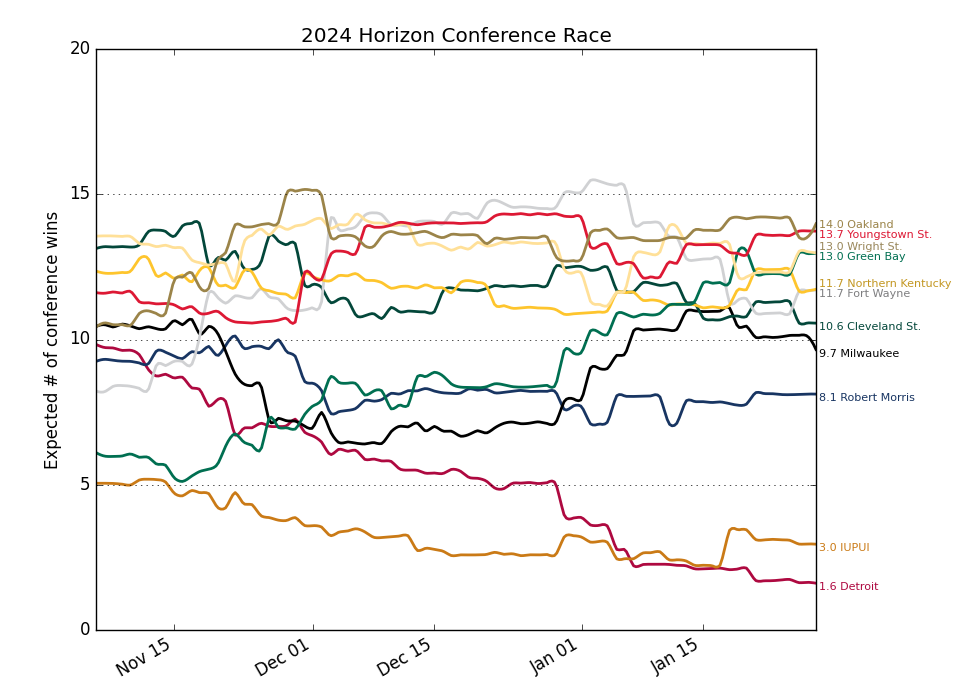 2024 Horizon Conference Race
Expected # of conference wins
20
15
10
5
0
Nov 15
Dec 01
Dec 15
Jan 01
Jan 15
14.0 Oakland
13.7 Youngstown St.
13.0 Wright St.
13.0 Green Bay
11.7 Northern Kentucky
11.7 Fort Wayne
10.6 Cleveland St.
9.7 Milwaukee
8.1 Robert Morris
3.0 IUPUI
1.6 Detroit